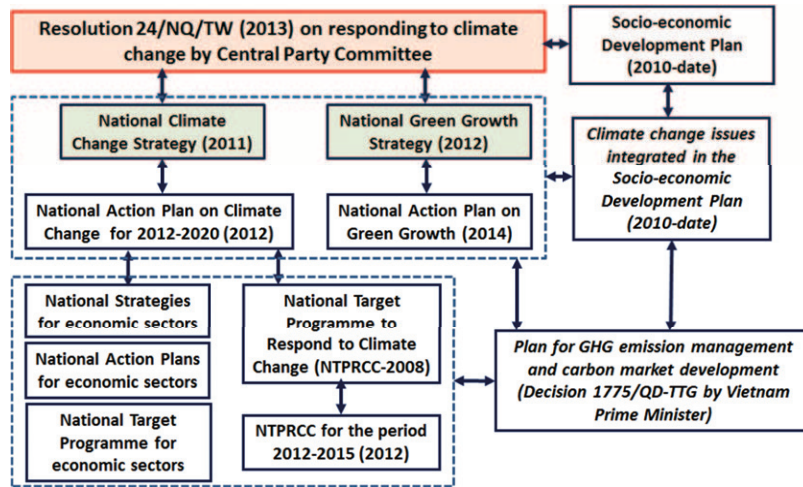 Resolution 24/NQ/TW (2013) on responding to climate
change by Central Party Committee
Socio-economic
Development Plan
(2010-date)
National Climate
Change Strategy (2011)
National Green Growth
Strategy (2012)
Climate change issues
integrated in the
Socio-economic
Development Plan
(2010-date)
National Action Plan on Climate
Change for 2012-2020 (2012)
National Action Plan on
Green Growth (2014)
National Strategies
for economic sectors
National Action Plans
for economic sectors
National Target
Programme for
economic sectors
National Target
Programme to
Respond to Climate
Change (NTPRCC-2008)
NTPRCC for the period
2012-2015 (2012)
Plan for GHG emission management
and carbon market development
(Decision 1775/QD-TTG by Vietnam
Prime Minister)